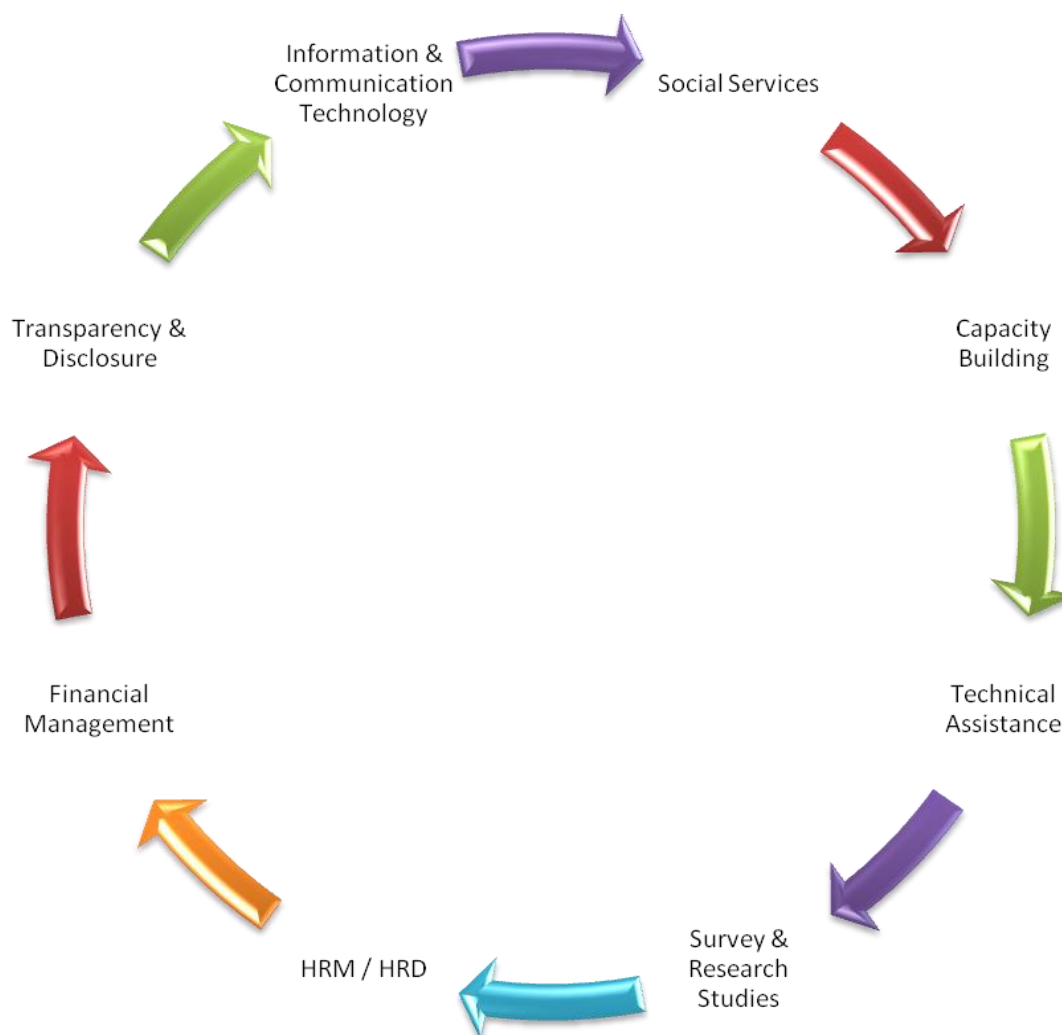 Information &
Communication
Technology
Social Services
Capacity
Building
Technical
Assistance
Survey &
Research
Studies
HRM / HRD
Financial
Management
Transparency &
Disclosure